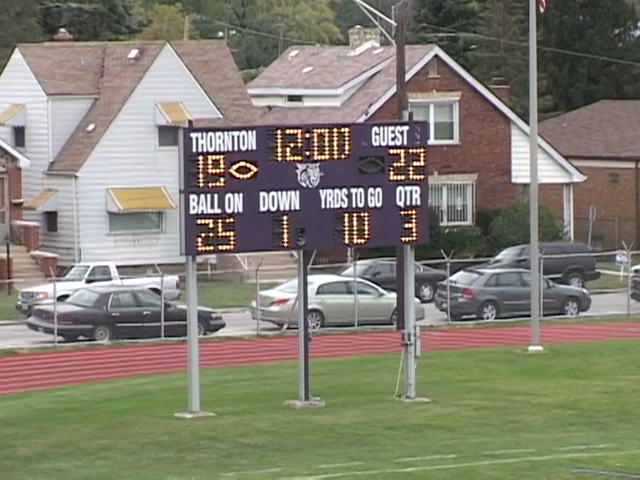 THORNTON 12:00 GUEST
19 22
BALL ON DOWN YRDS TO GO QTR
25 1 10 3